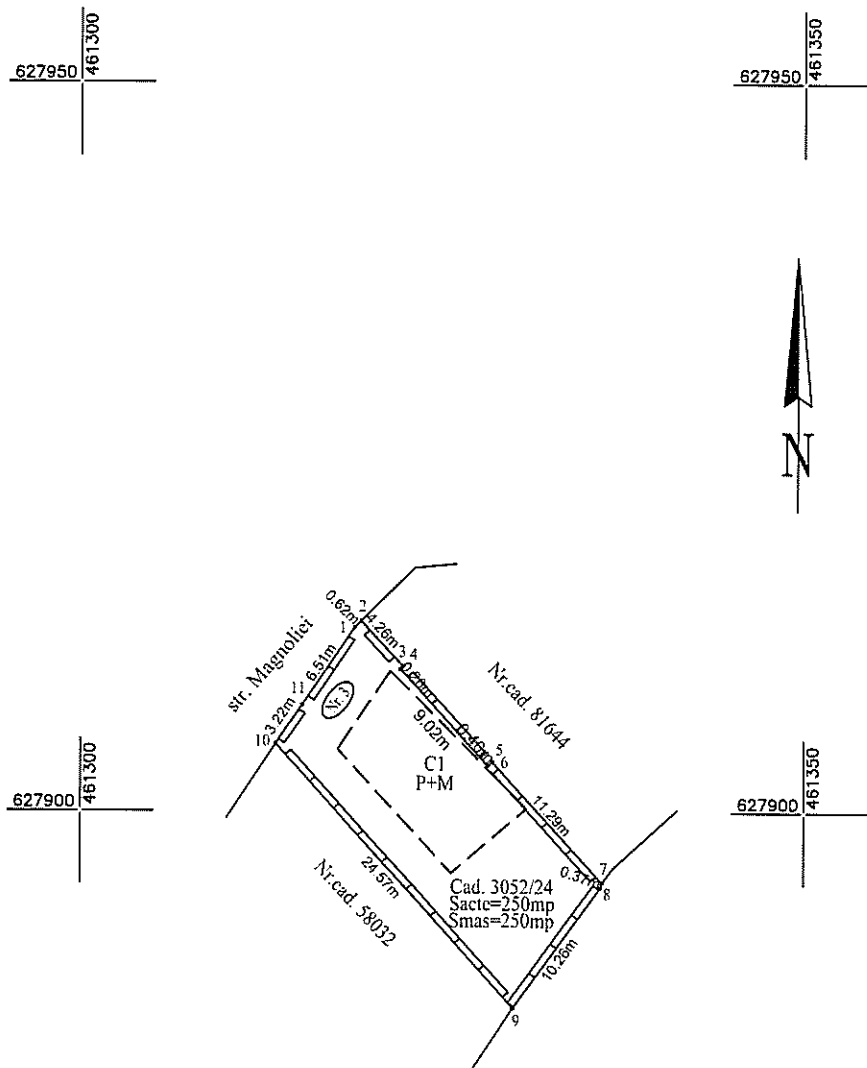 461300
627950
461350
627950
N
2
0.62m
4.26m
1
3 4
str. Magnoliei
6.51m
11
Nr. 3
Nr.cad. 81644
3.22m
10
9.02m
5
6
C1
P+M
461300
627900
461350
627900
11.29m
24.57m
Nr.cad. 58032
7
8
Cad. 3052/24
Sacte=250mp
Smas=250mp
10.26m
9